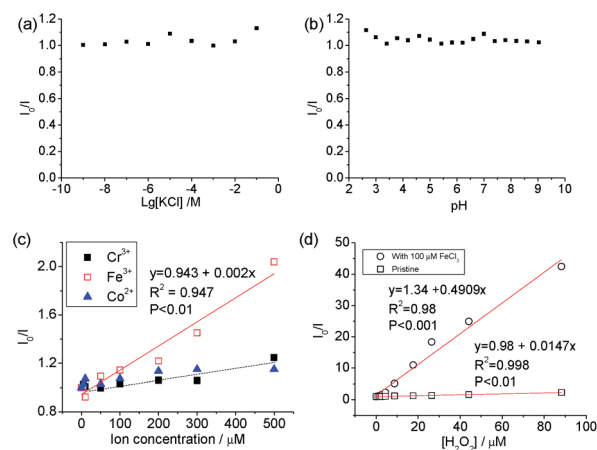 (a)
1.2
1.0
0.8
0.6
0.4
0.2
0.0
I₀/I
-10 -8 -6 -4 -2 0
Lg[KCl] /M
(b)
1.2
1.0
0.8
0.6
0.4
0.2
0.0
I₀/I
2 3 4 5 6 7 8 9 10
pH
(c)
Cr³⁺
Fe³⁺
Co²⁺
y=0.943 + 0.002x
R² = 0.947
P<0.01
2.0
1.6
1.2
0.8
I₀/I
0 100 200 300 400 500
Ion concentration / μM
(d)
With 100 μM FeCl₃
Pristine
y=1.34 +0.4909x
R²=0.98
P<0.001
y=0.98 + 0.0147x
R²=0.998
P<0.01
50
40
30
20
10
0
I₀/I
0 20 40 60 80 100
[H₂O₂] / μM